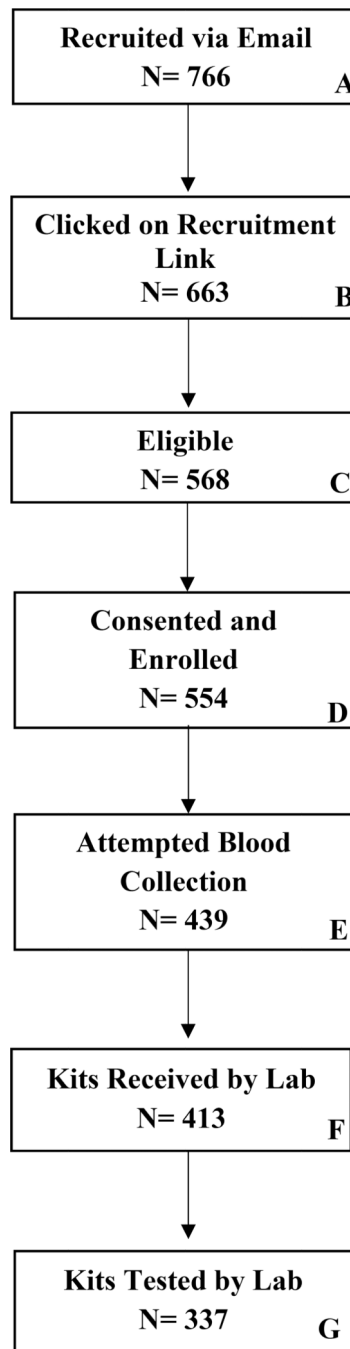 Recruited via Email
N= 766
A
Clicked on Recruitment
Link
N= 663
B
Eligible
N= 568
C
Consented and
Enrolled
N= 554
D
Attempted Blood
Collection
N= 439
E
Kits Received by Lab
N= 413
F
Kits Tested by Lab
N= 337
G